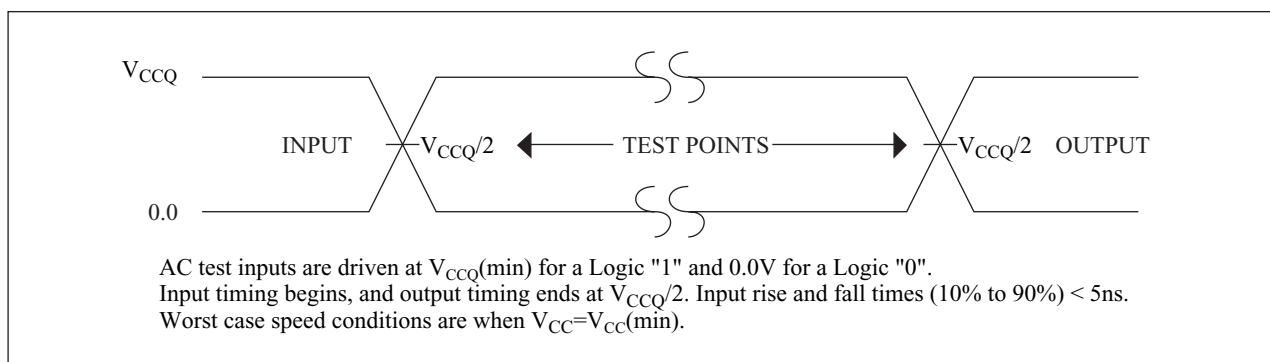 VCCQ
INPUT VCCQ/2 TEST POINTS VCCQ/2 OUTPUT
0.0
AC test inputs are driven at VCCQ(min) for a Logic "1" and 0.0V for a Logic "0".
Input timing begins, and output timing ends at VCCQ/2. Input rise and fall times (10% to 90%) < 5ns.
Worst case speed conditions are when VCC=VCC(min).